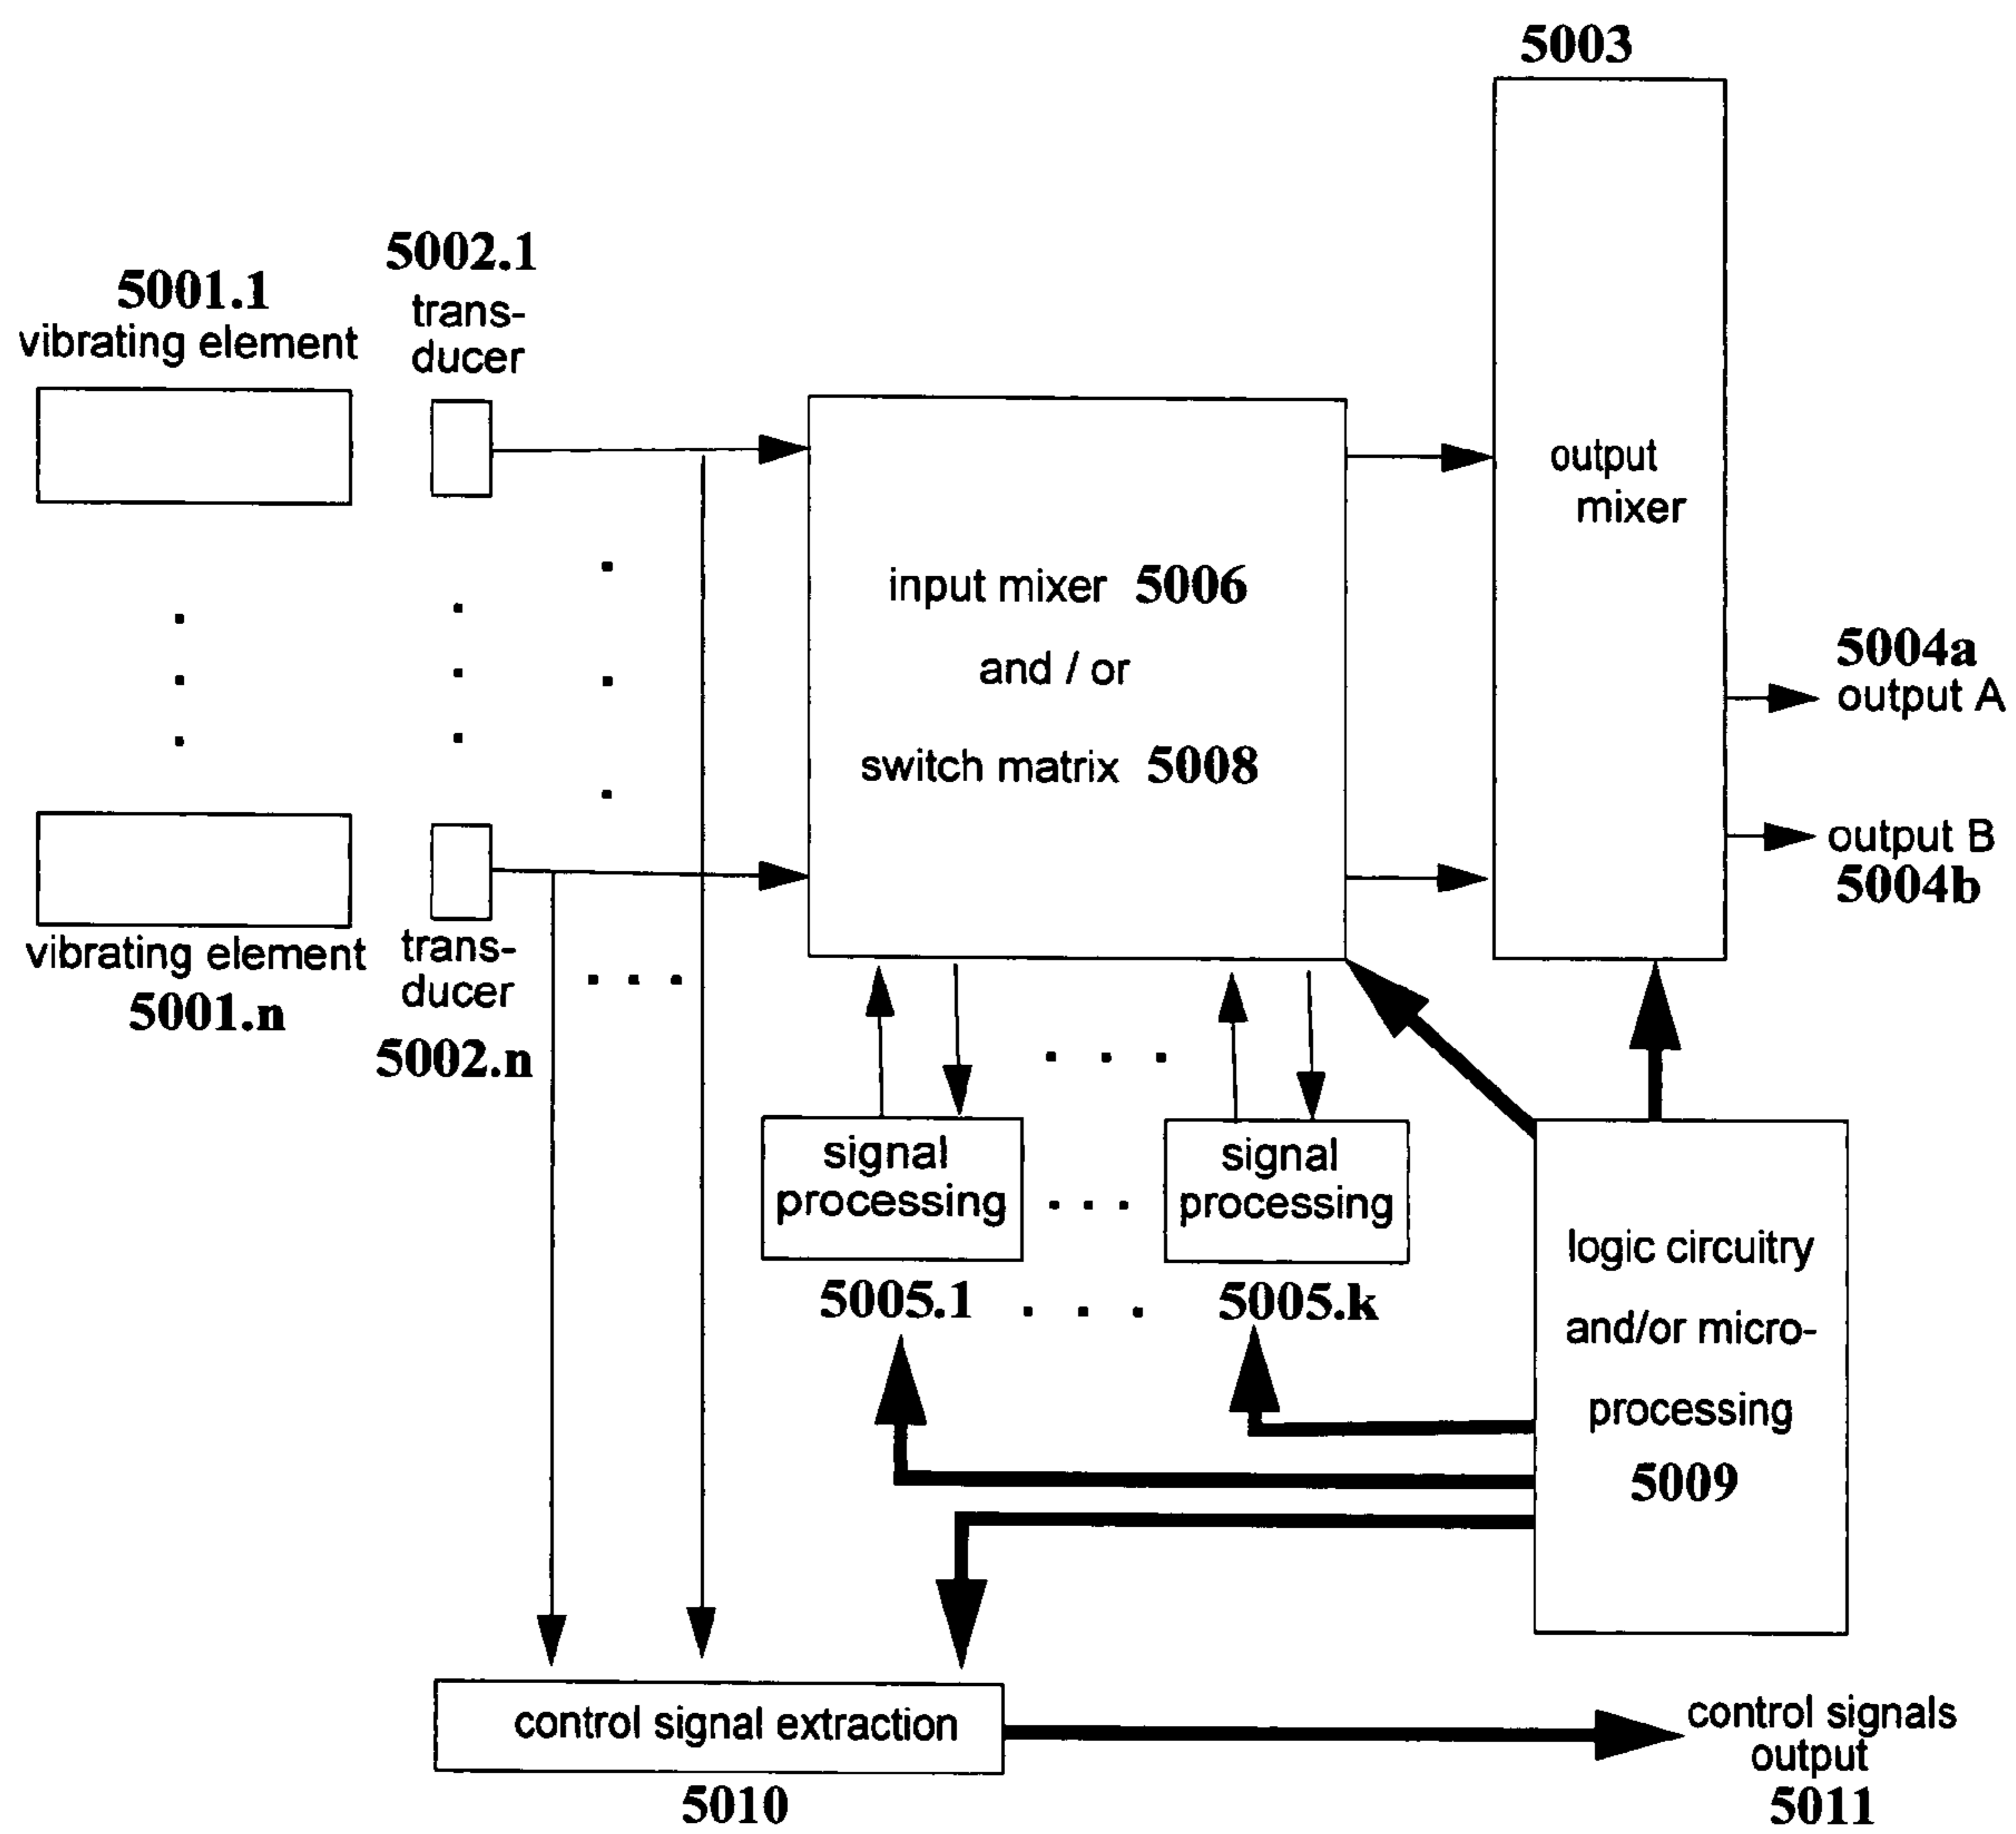 5003
5002.1
trans-
ducer
5001.1
vibrating element
output
mixer
input mixer 5006
and / or
switch matrix 5008
5004a
output A
output B
5004b
vibrating element
5001.n
trans-
ducer
5002.n
signal
processing
5005.1
signal
processing
5005.k
logic circuitry
and/or micro-
processing
5009
control signal extraction
5010
control signals
output
5011